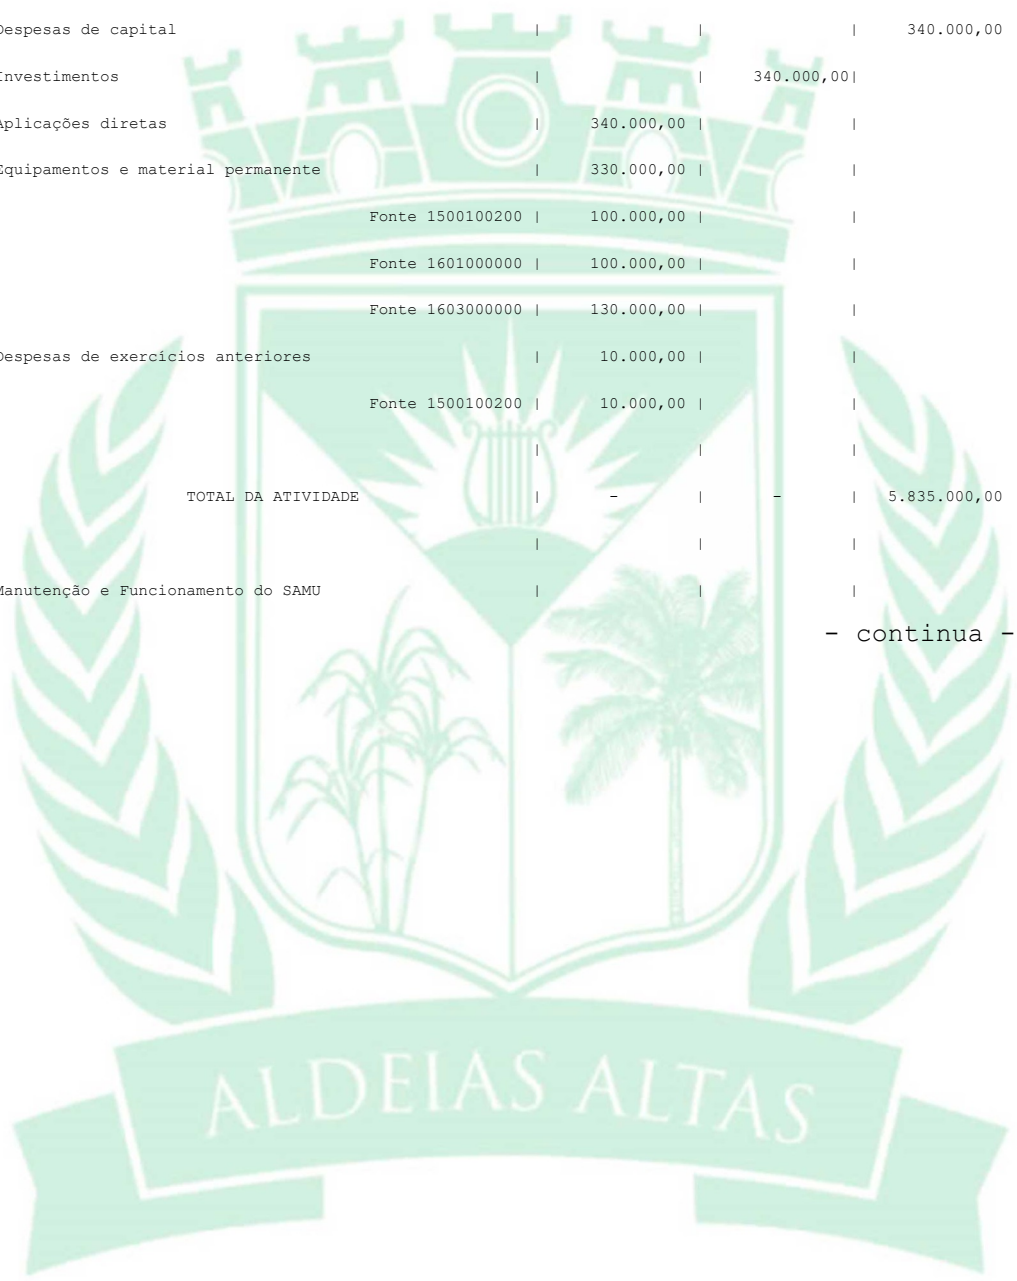 Despesas de capital | | | 340.000,00
Investimentos | | 340.000,00|
Aplicações diretas | 340.000,00 | |
Equipamentos e material permanente | 330.000,00 | |
Fonte 1500100200 | 100.000,00 | |
Fonte 1601000000 | 100.000,00 | |
Fonte 1603000000 | 130.000,00 | |
Despesas de exercícios anteriores | 10.000,00 | |
Fonte 1500100200 | 10.000,00 | |
| | |
TOTAL DA ATIVIDADE | - | - | 5.835.000,00
| | |
Manutenção e Funcionamento do SAMU | | |
- continua -
ALDEIAS ALTAS